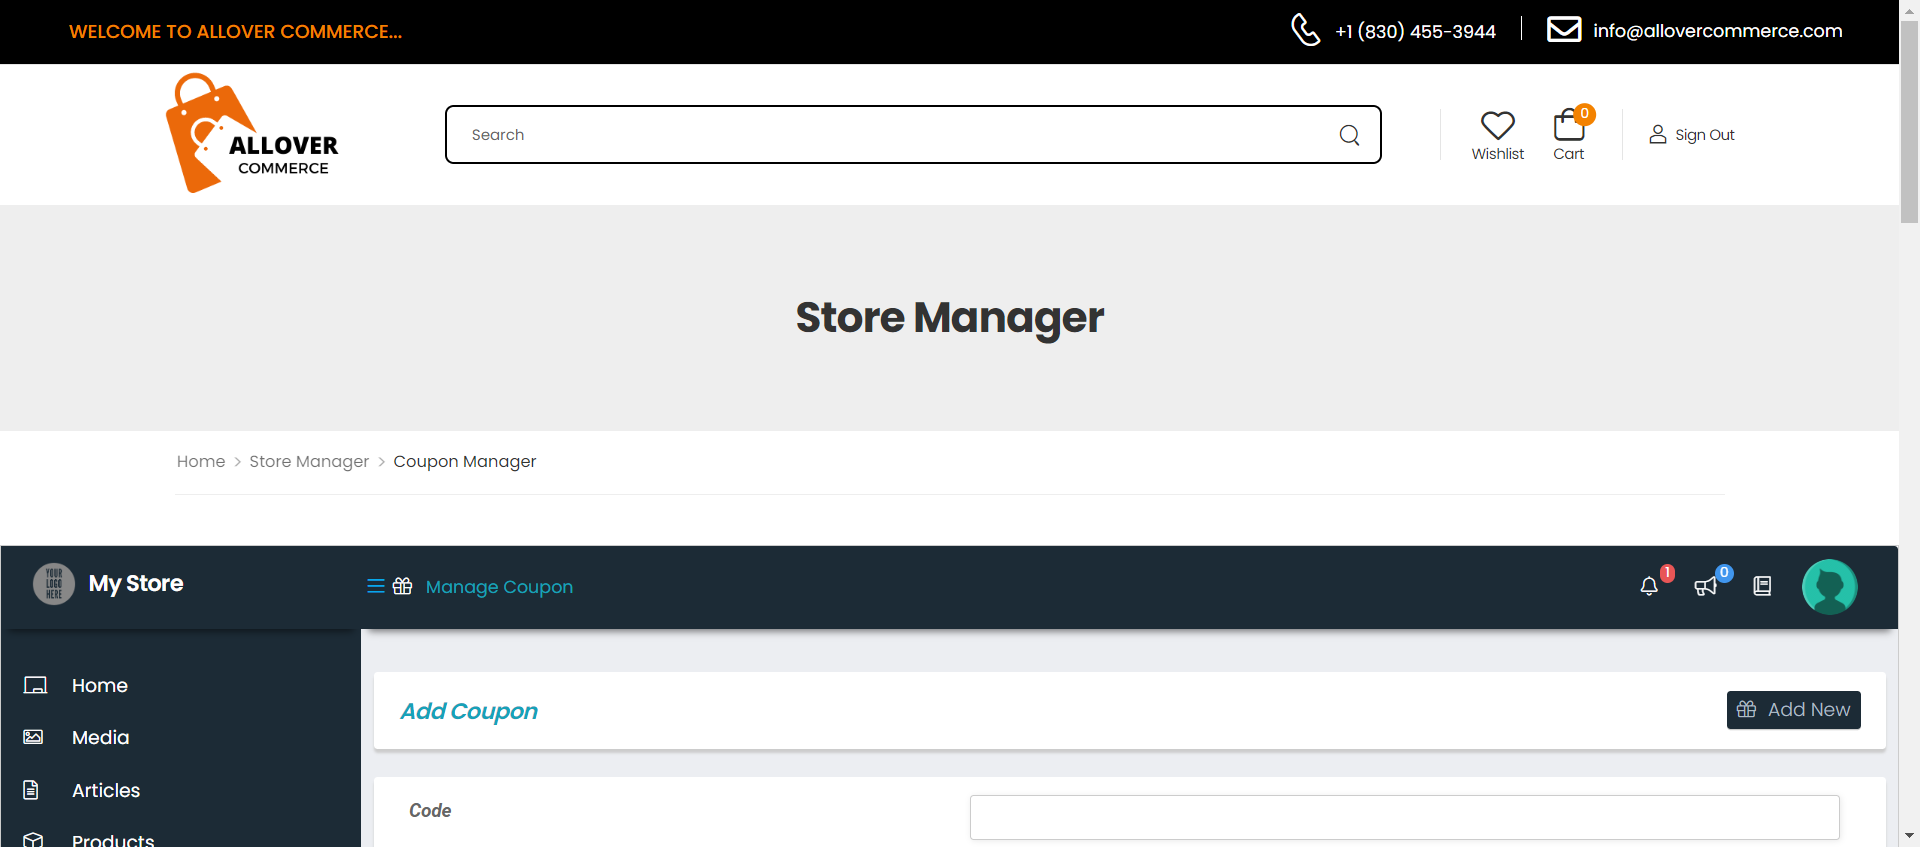 WELCOME TO ALLOVER COMMERCE...
+1 (830) 455-3944
info@allovercommerce.com
ALLOVER
COMMERCE
Search
0
Wishlist
Cart
Sign Out
Store Manager
Home > Store Manager > Coupon Manager
YOUR
LOGO
HERE
My Store
Manage Coupon
1
0
Home
Media
Articles
Products
Add Coupon
Add New
Code